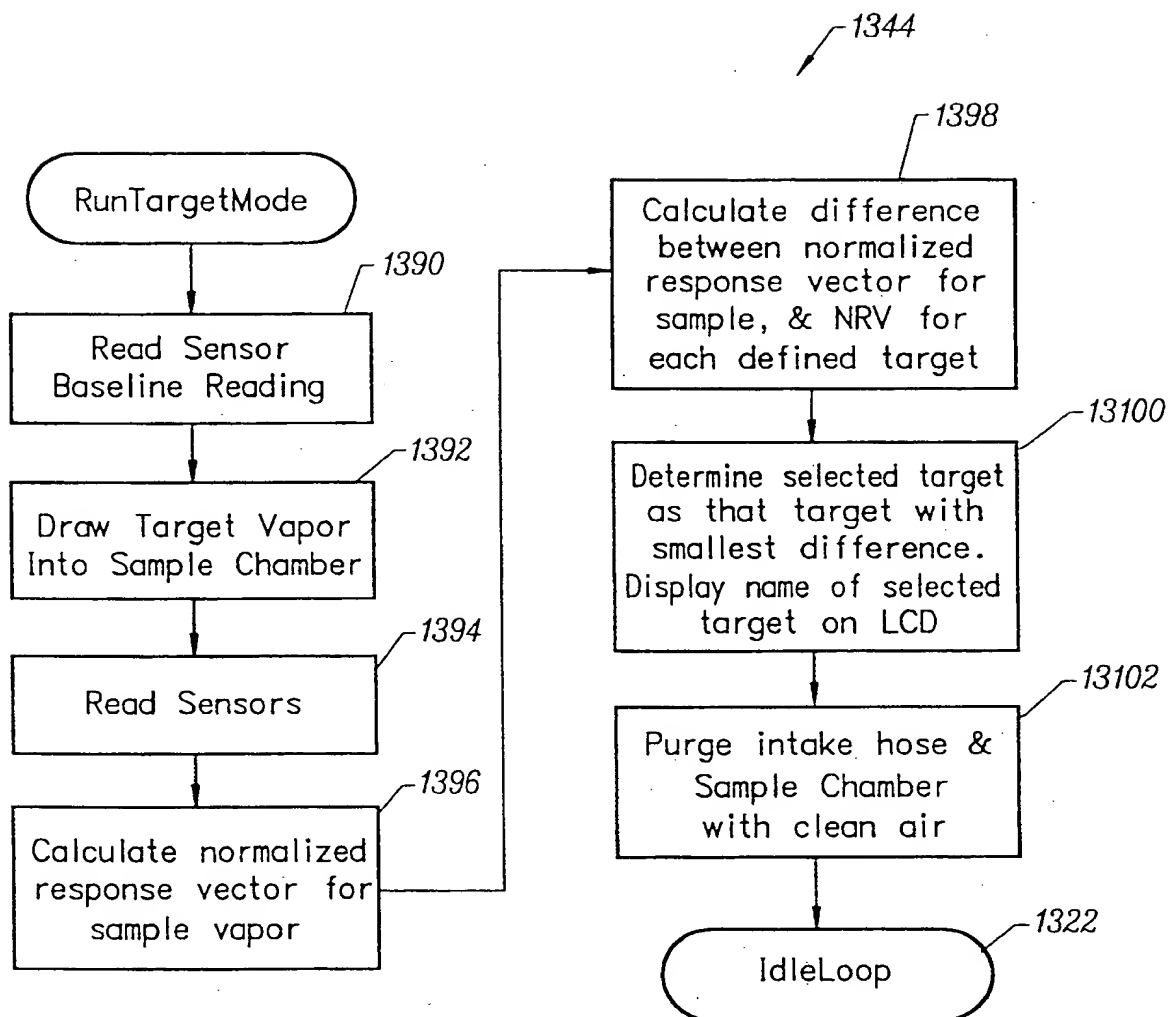 1344
RunTargetMode
1390
Read Sensor
Baseline Reading
1392
Draw Target Vapor
Into Sample Chamber
1394
Read Sensors
1396
Calculate normalized
response vector for
sample vapor
1398
Calculate difference
between normalized
response vector for
sample, & NRV for
each defined target
13100
Determine selected target
as that target with
smallest difference.
Display name of selected
target on LCD
13102
Purge intake hose &
Sample Chamber
with clean air
1322
IdleLoop